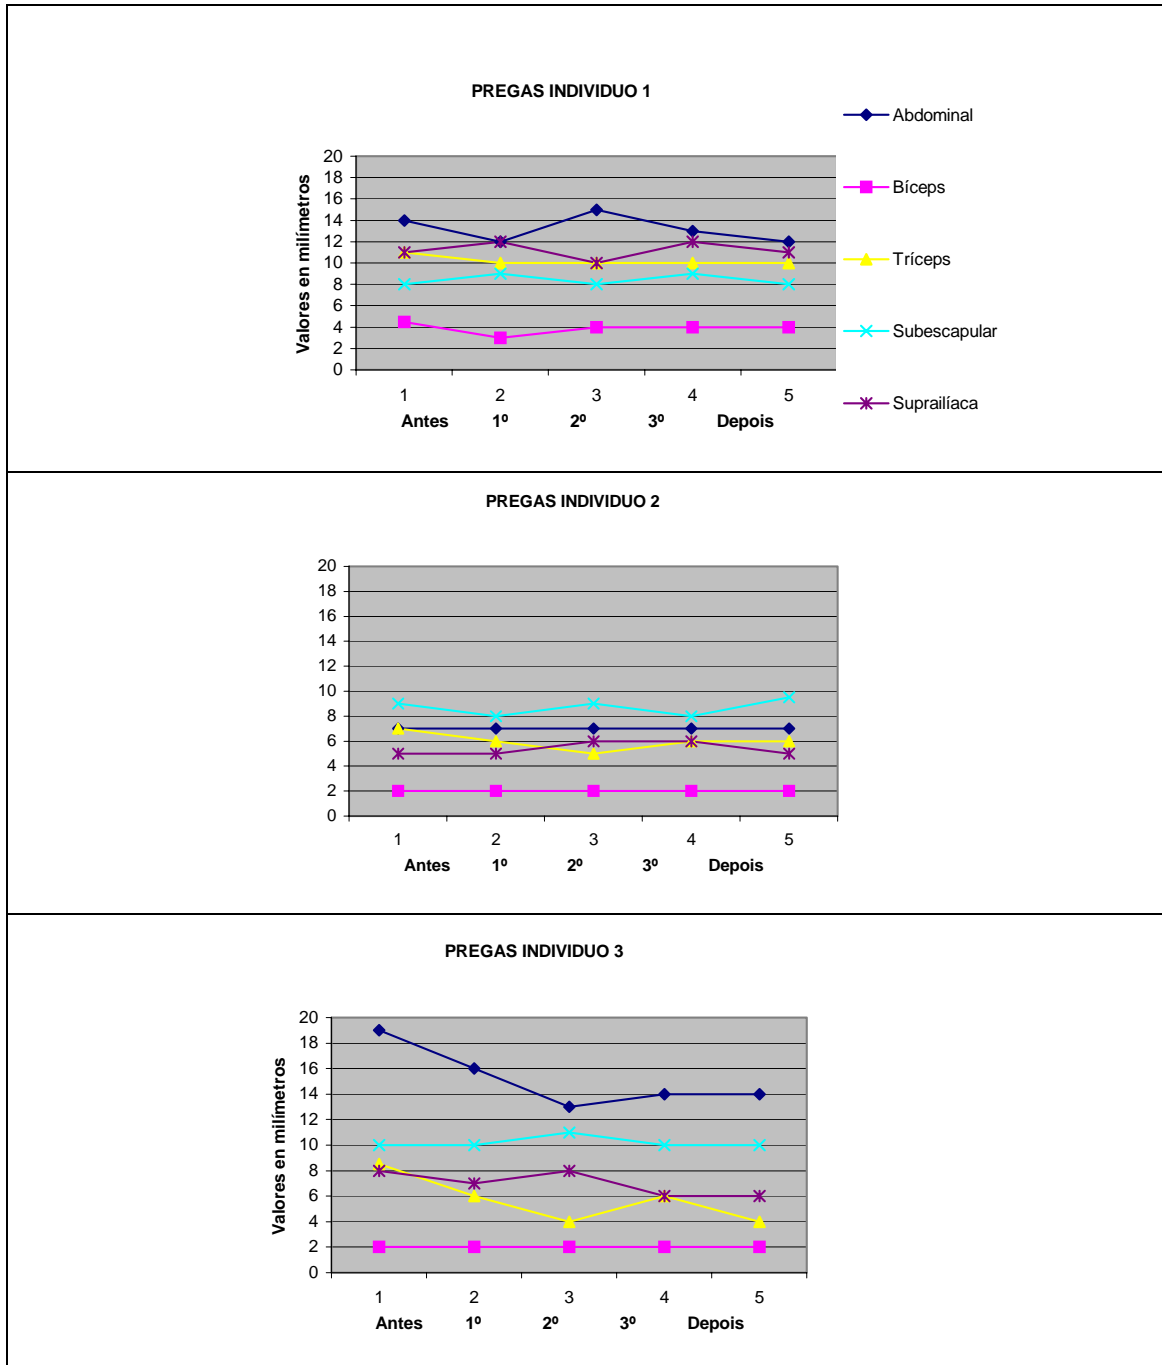 PREGAS INDIVIDUO 1
Abdominal
Bíceps
Tríceps
Subescapular
Suprailíaca
Valores en milímetros
20
18
16
14
12
10
8
6
4
2
0
1 2 3 4 5
Antes 1º 2º 3º Depois
PREGAS INDIVIDUO 2
20
18
16
14
12
10
8
6
4
2
0
1 2 3 4 5
Antes 1º 2º 3º Depois
PREGAS INDIVIDUO 3
Valores en milímetros
20
18
16
14
12
10
8
6
4
2
0
1 2 3 4 5
Antes 1º 2º 3º Depois